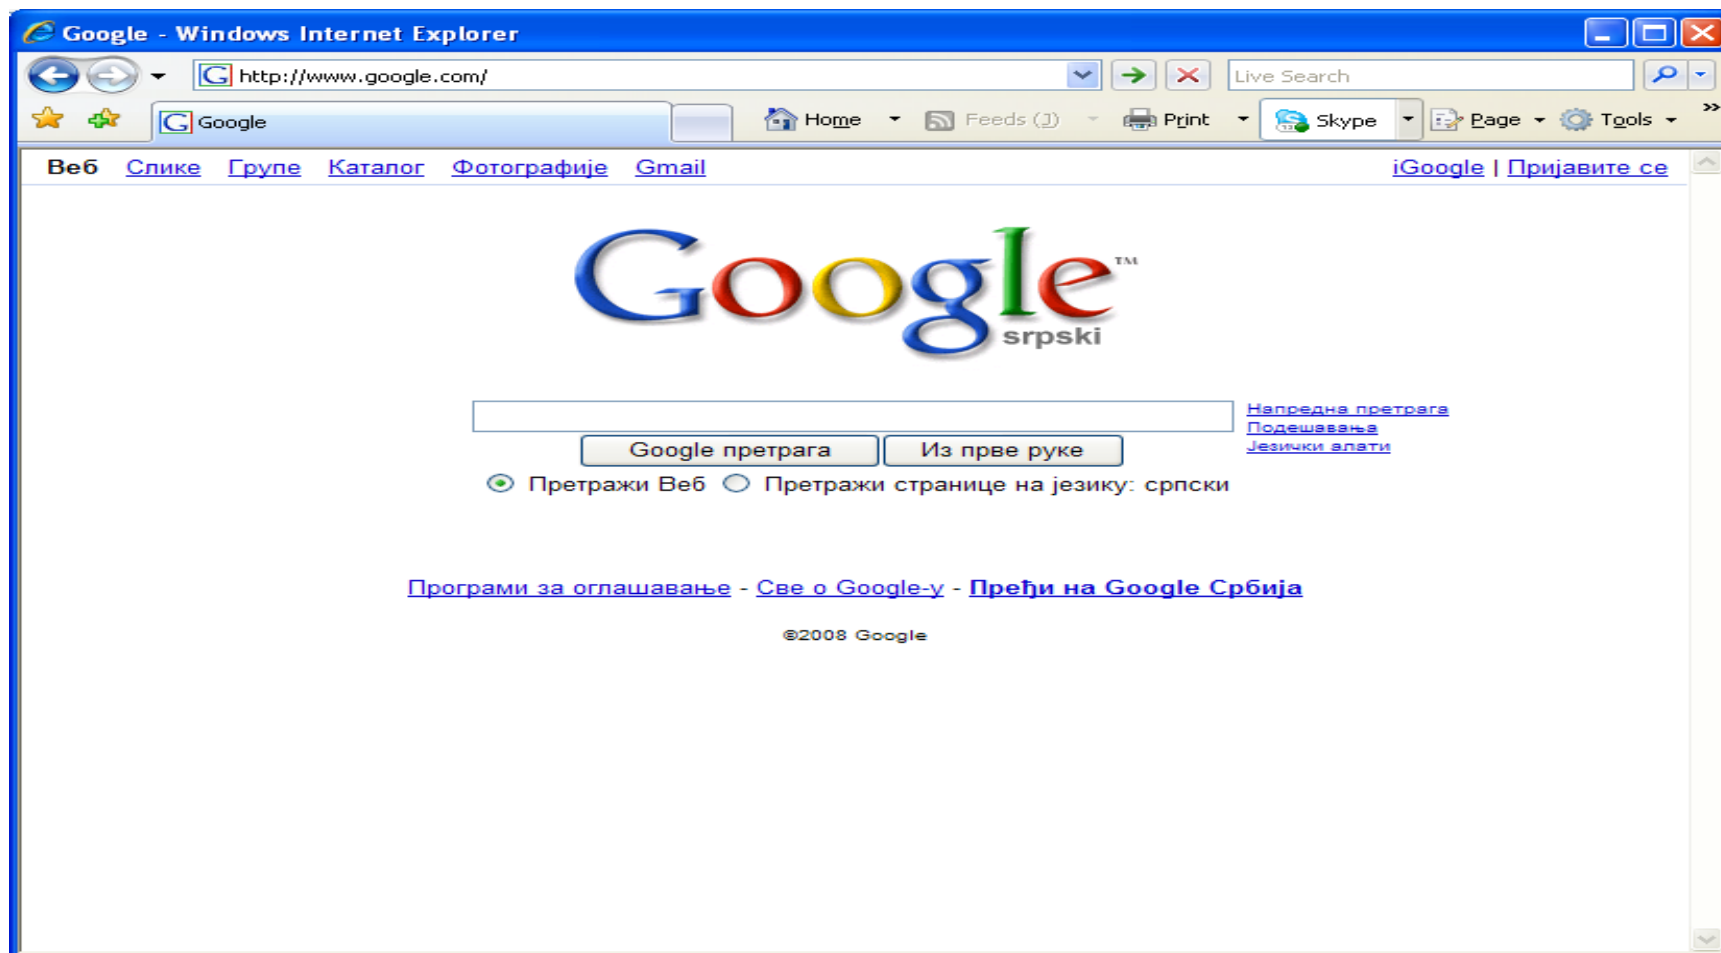 Google - Windows Internet Explorer
http://www.google.com/ Live Search
Google Home Feeds (J) Print Skype Page Tools »
Веб Слике Групе Каталог Фотографије Gmail iGoogle | Пријавите се
Google™
srpski
Напредна претрага
Подешавања
Језички алати
Google претрага Из прве руке
Претражи Веб Претражи странице на језику: српски
Програми за оглашавање - Све о Google-у - Пређи на Google Србија
©2008 Google